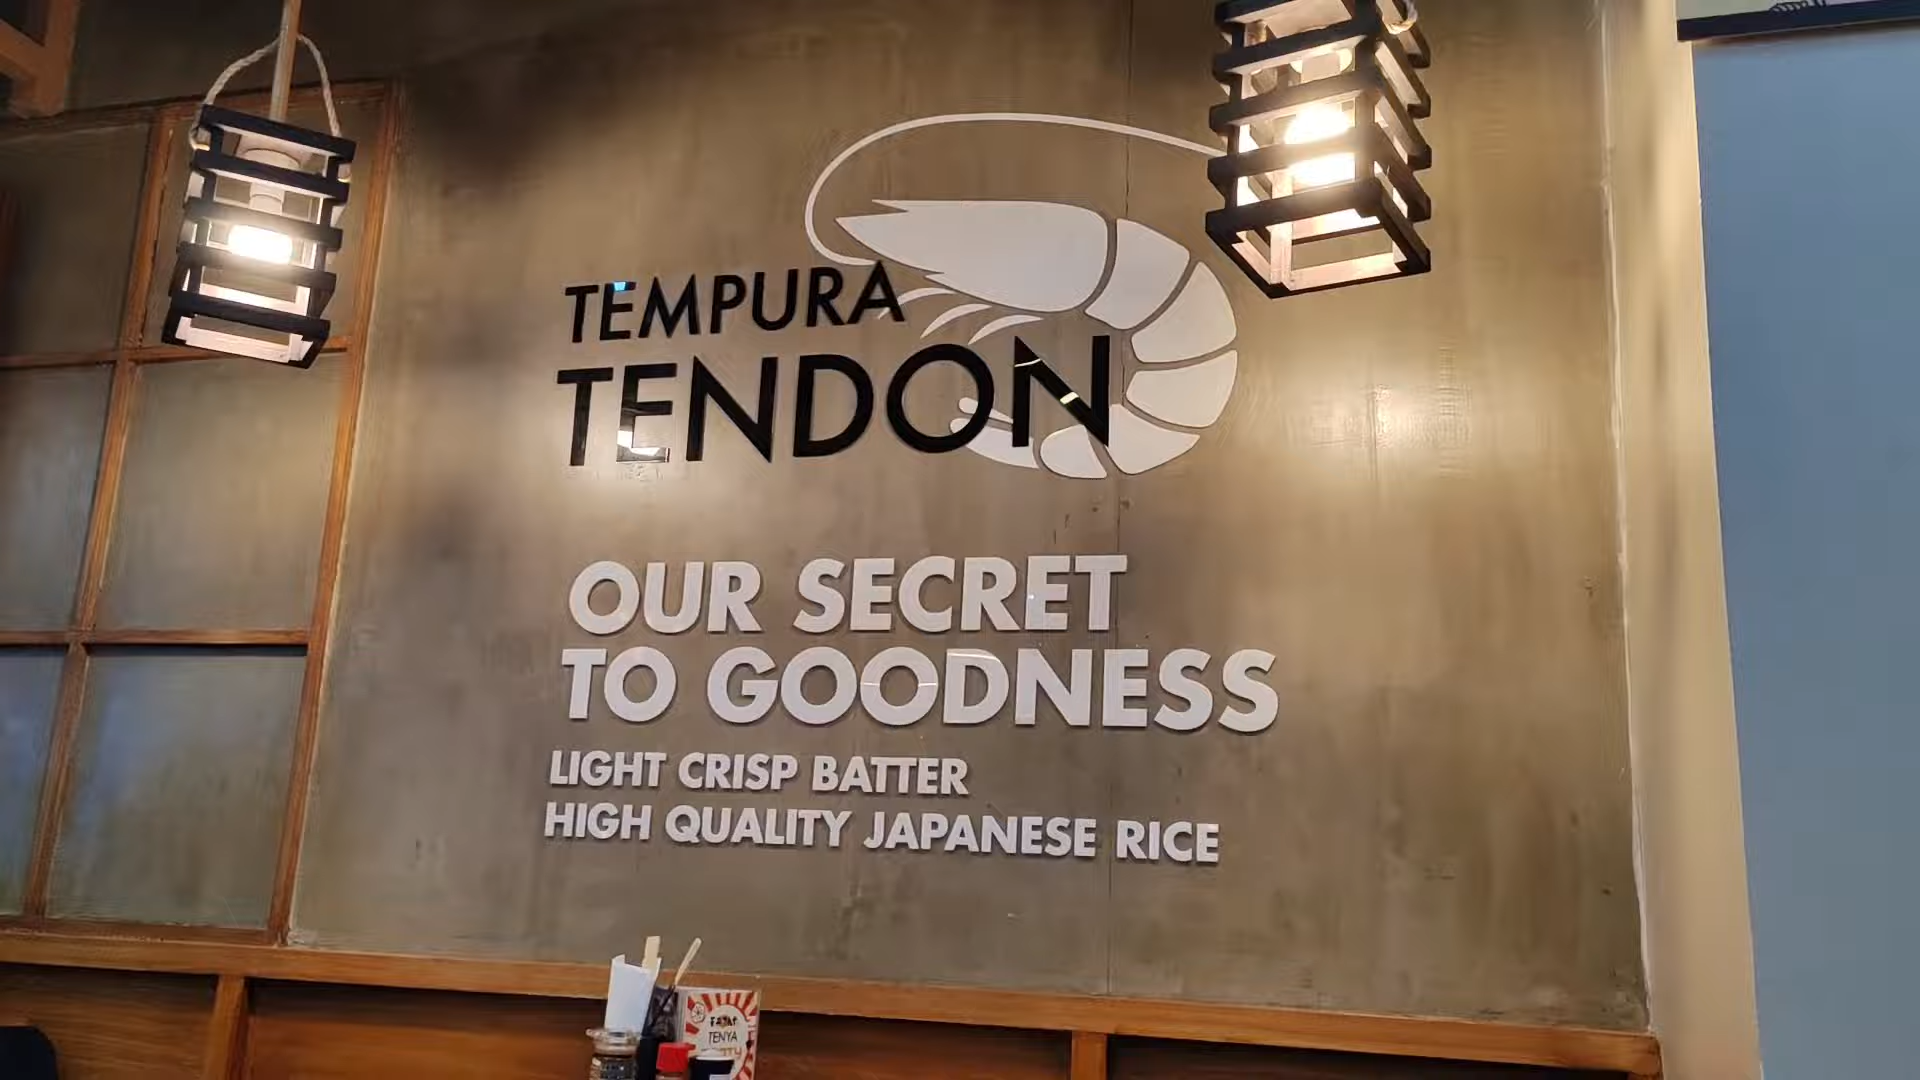 TEMPURA
TENDON
OUR SECRET
TO GOODNESS
LIGHT CRISP BATTER
HIGH QUALITY JAPANESE RICE
TENYA